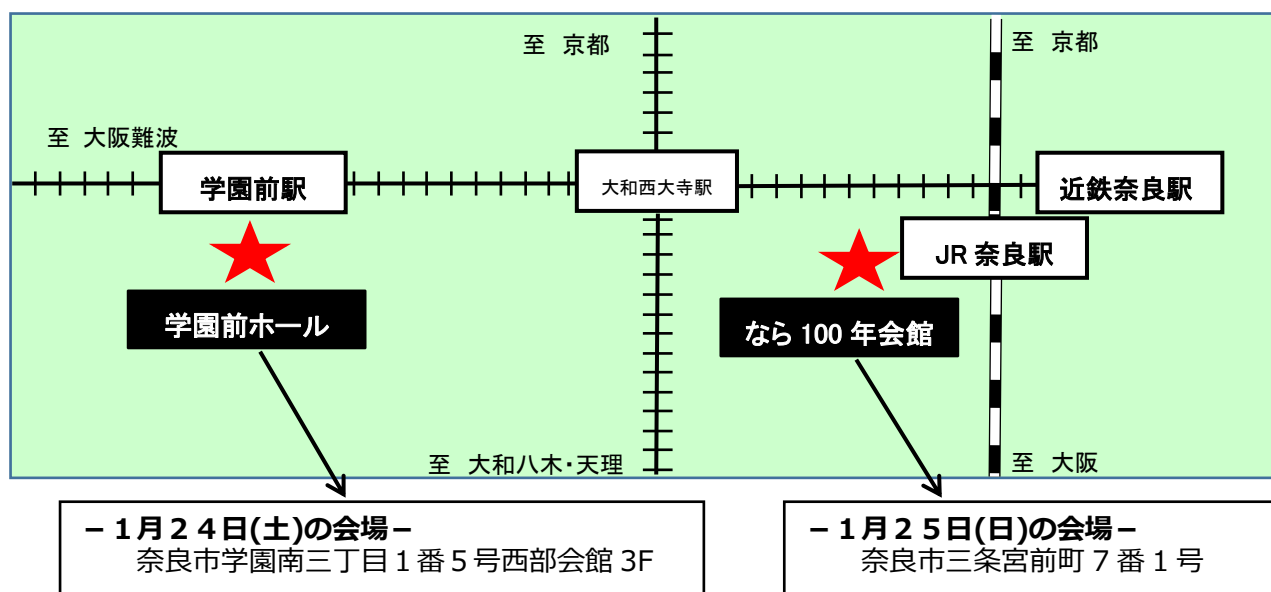 至 京都
至 京都
至 大阪難波
学園前駅
大和西大寺駅
近鉄奈良駅
JR 奈良駅
学園前ホール
なら 100 年会館
至 大和八木・天理
至 大阪
－１月２４日(土)の会場－
奈良市学園南三丁目１番５号西部会館 3F
－１月２５日(日)の会場－
奈良市三条宮前町７番１号